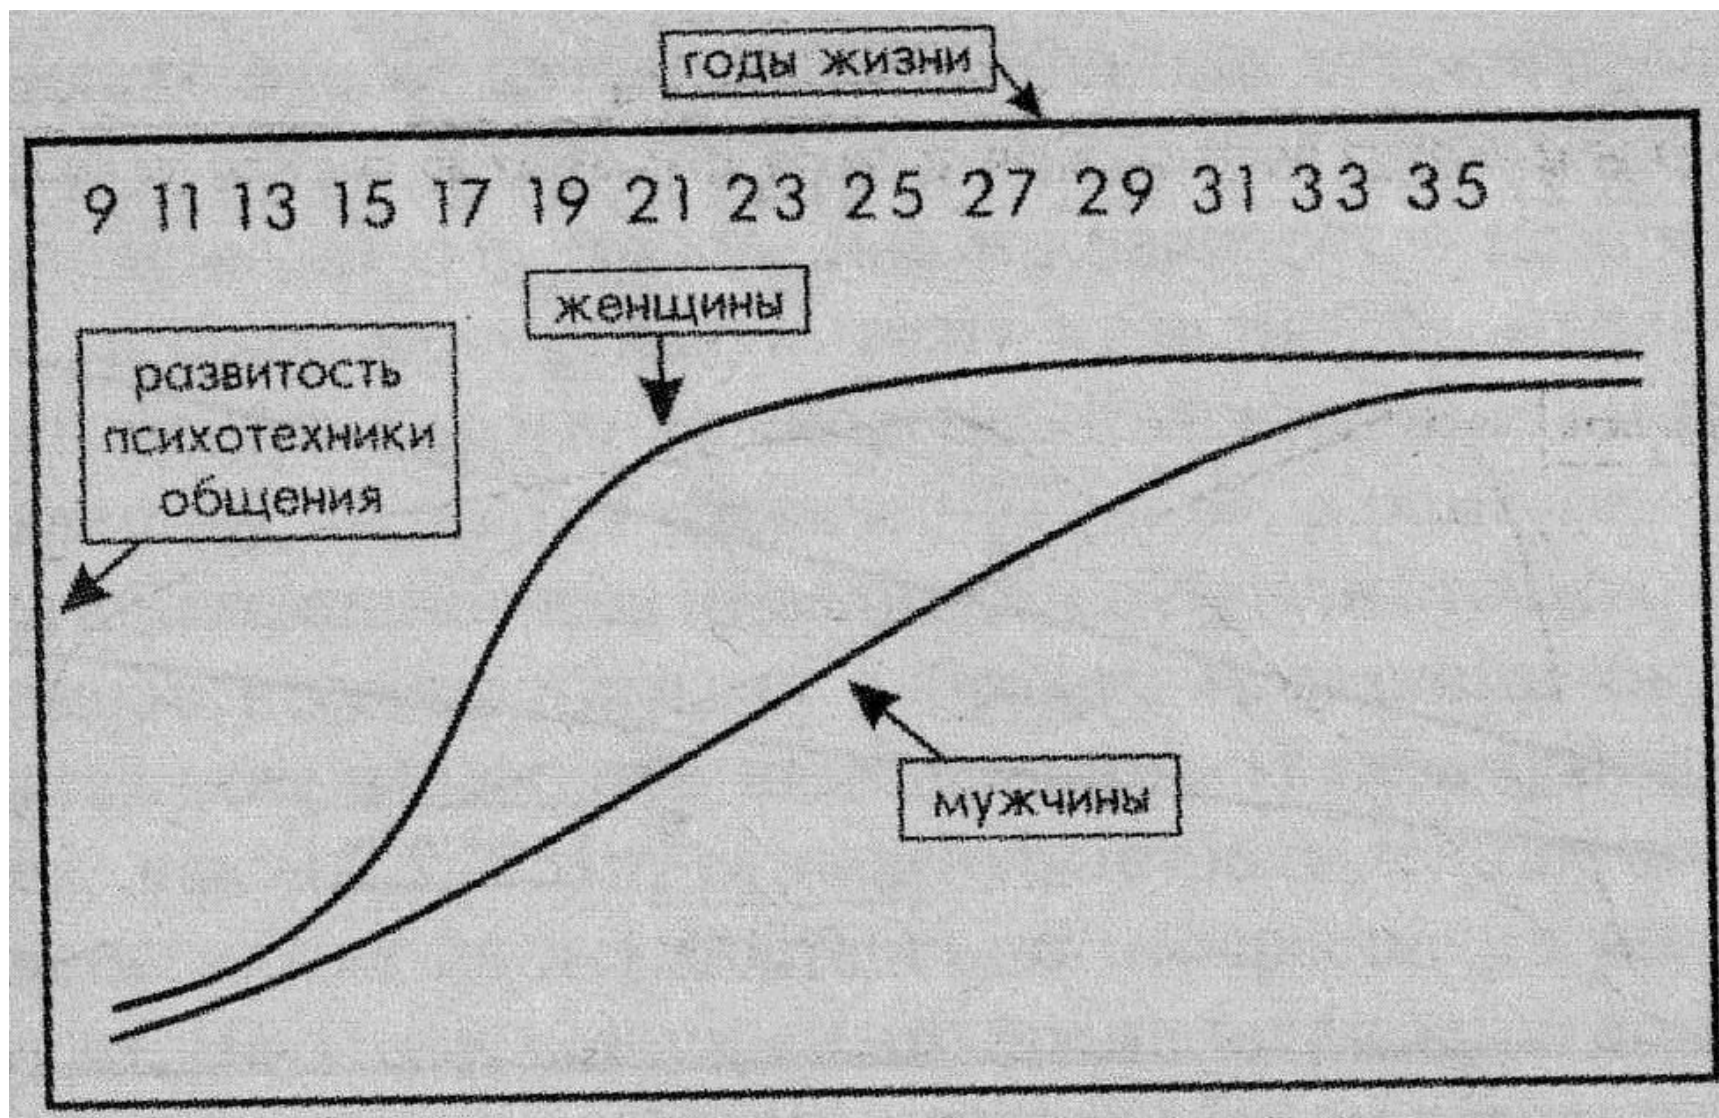 годы жизни
9 11 13 15 17 19 21 23 25 27 29 31 33 35
женщины
развитость
психотехники
общения
мужчины